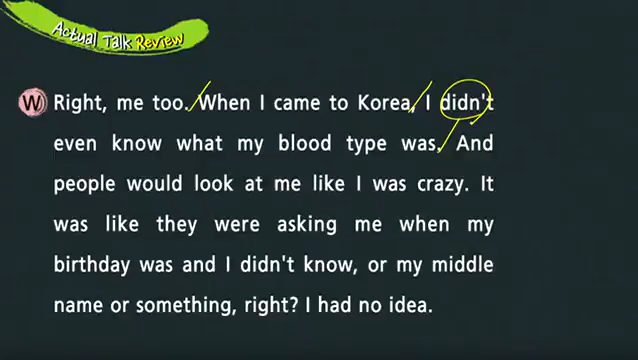 Actual Talk Review
W Right, me too. When I came to Korea, I didn't
even know what my blood type was. And
people would look at me like I was crazy. It
was like they were asking me when my
birthday was and I didn't know, or my middle
name or something, right? I had no idea.